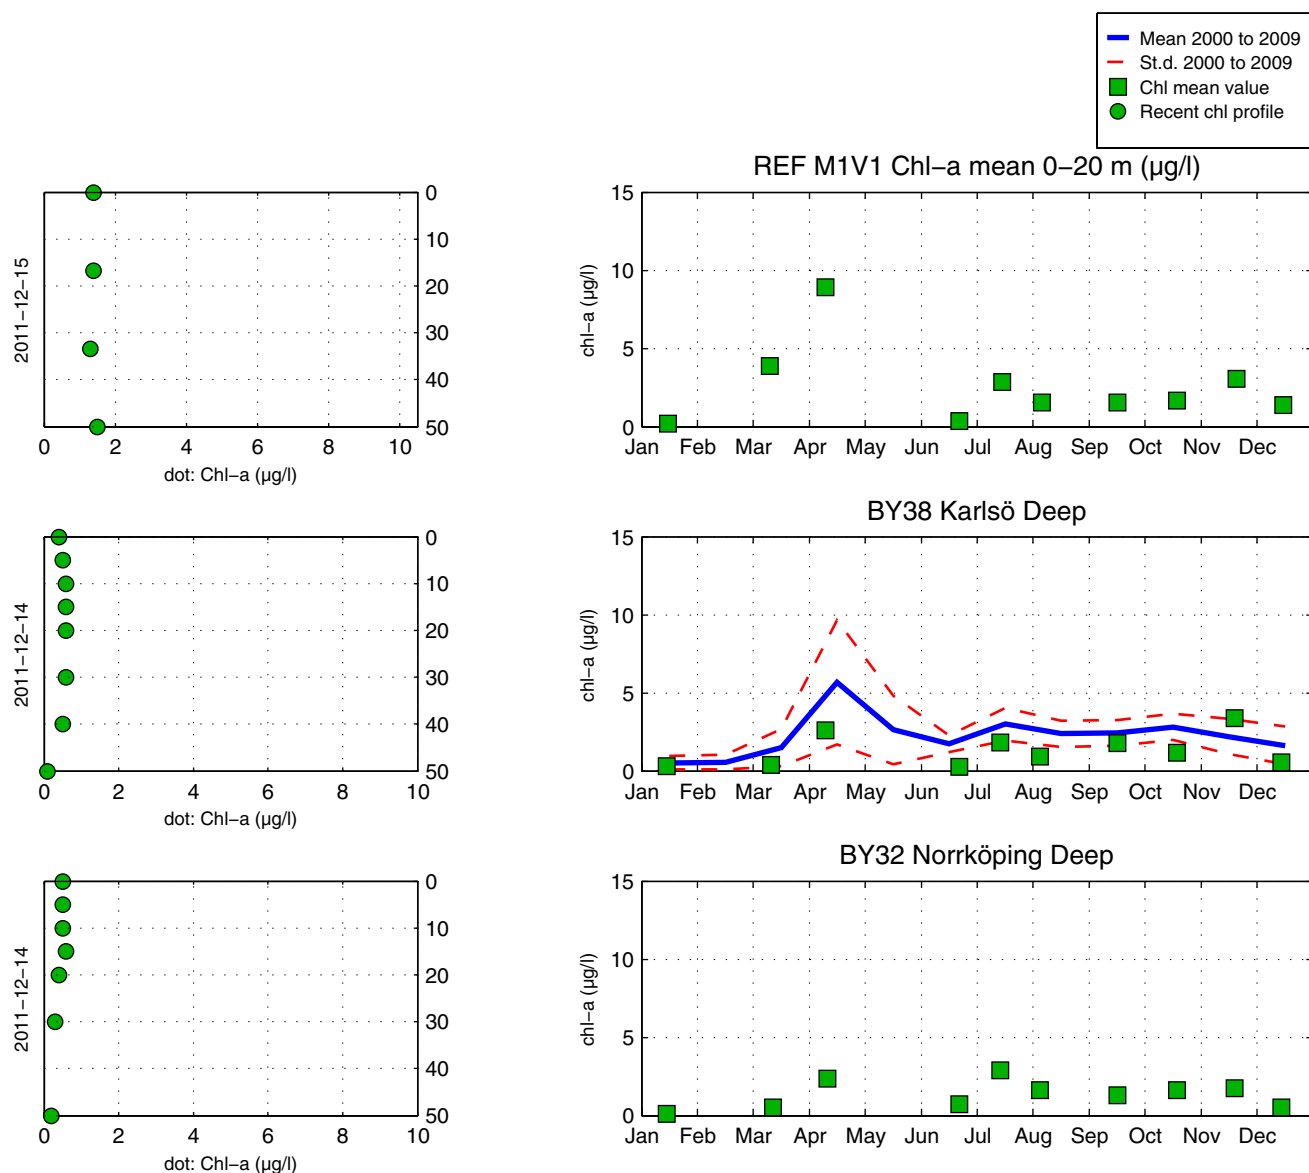 Mean 2000 to 2009
St.d. 2000 to 2009
Chl mean value
Recent chl profile
2011−12−15
0
10
20
30
40
50
0 2 4 6 8 10
dot: Chl−a (µg/l)
REF M1V1 Chl−a mean 0−20 m (µg/l)
chl−a (µg/l)
15
10
5
0
Jan Feb Mar Apr May Jun Jul Aug Sep Oct Nov Dec
2011−12−14
0
10
20
30
40
50
0 2 4 6 8 10
dot: Chl−a (µg/l)
BY38 Karlsö Deep
chl−a (µg/l)
15
10
5
0
Jan Feb Mar Apr May Jun Jul Aug Sep Oct Nov Dec
2011−12−14
0
10
20
30
40
50
0 2 4 6 8 10
dot: Chl−a (µg/l)
BY32 Norrköping Deep
chl−a (µg/l)
15
10
5
0
Jan Feb Mar Apr May Jun Jul Aug Sep Oct Nov Dec